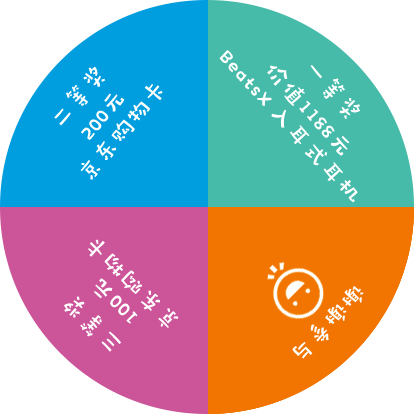 一等奖
价值1188元
BeatsX入耳式耳机
二等奖
200元
京东购物卡
三等奖
100元
京东购物卡
谢谢参与